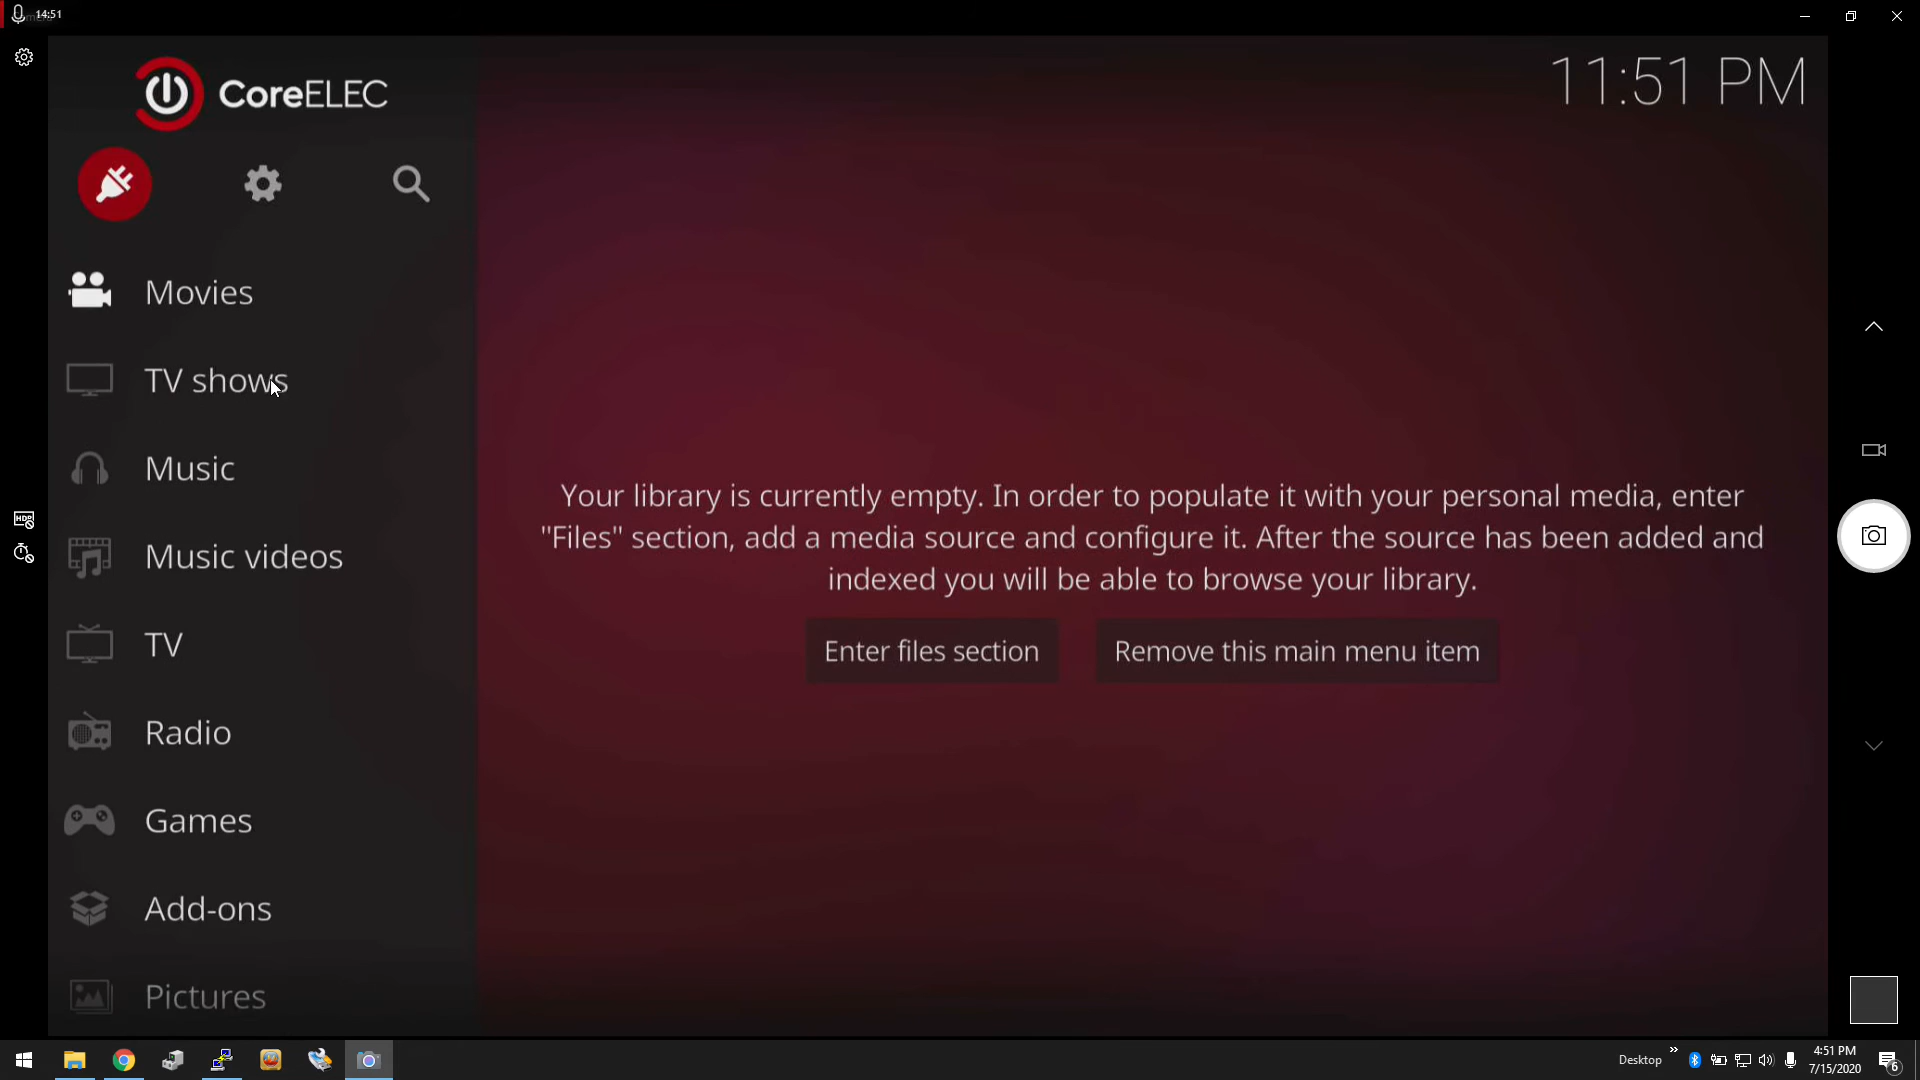 14:51
CoreELEC
11:51 PM
Movies
TV shows
Music
Music videos
TV
Radio
Games
Add-ons
Pictures
Your library is currently empty. In order to populate it with your personal media, enter
"Files" section, add a media source and configure it. After the source has been added and
indexed you will be able to browse your library.
Enter files section
Remove this main menu item
HDR
Desktop
4:51 PM
7/15/2020
6